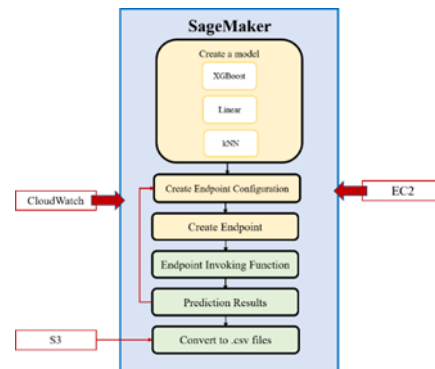 SageMaker
Create a model
XGBoost
Linear
kNN
Create Endpoint Configuration
CloudWatch
EC2
Create Endpoint
Endpoint Invoking Function
Prediction Results
S3
Convert to .csv files